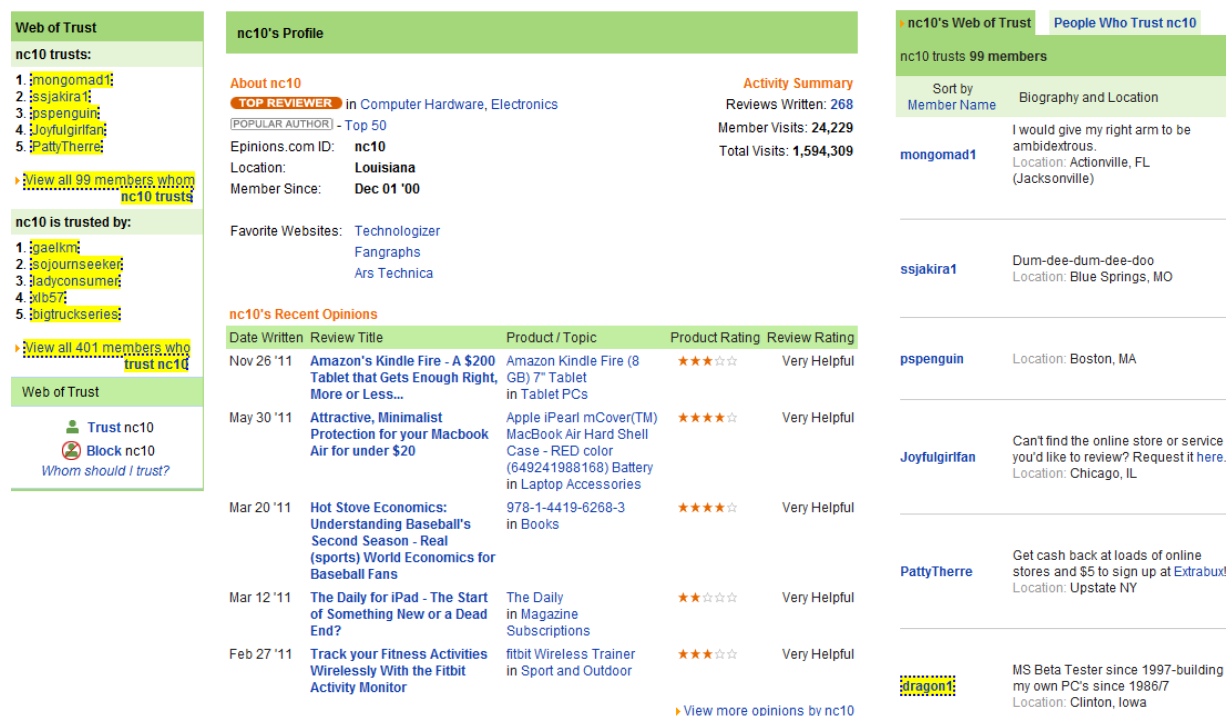 Web of Trust
nc10 trusts:
1. mongomad1
2. ssjakira1
3. pspenguin
4. Joyfulgirlfan
5. PattyTherre
View all 99 members whom
nc10 trusts
nc10 is trusted by:
1. gaelkm
2. sojournseeker
3. ladyconsumer
4. xlb57
5. bigtruckseries
View all 401 members who
trust nc10
Web of Trust
Trust nc10
Block nc10
Whom should I trust?
nc10's Profile
About nc10
TOP REVIEWER in Computer Hardware, Electronics
POPULAR AUTHOR - Top 50
Epinions.com ID: nc10
Location: Louisiana
Member Since: Dec 01 '00
Favorite Websites: Technologizer
Fangraphs
Ars Technica
Activity Summary
Reviews Written: 268
Member Visits: 24,229
Total Visits: 1,594,309
nc10's Recent Opinions
Date Written Review Title Product / Topic Product Rating Review Rating
Nov 26 '11 Amazon's Kindle Fire - A $200 Amazon Kindle Fire (8 Very Helpful
Tablet that Gets Enough Right, GB) 7" Tablet
More or Less... in Tablet PCs
May 30 '11 Attractive, Minimalist Apple iPearl mCover(TM) Very Helpful
Protection for your Macbook MacBook Air Hard Shell
Air for under $20 Case - RED color
(649241988168) Battery
in Laptop Accessories
Mar 20 '11 Hot Stove Economics: 978-1-4419-6268-3 Very Helpful
Understanding Baseball's in Books
Second Season - Real
(sports) World Economics for
Baseball Fans
Mar 12 '11 The Daily for iPad - The Start The Daily Very Helpful
of Something New or a Dead in Magazine
End? Subscriptions
Feb 27 '11 Track your Fitness Activities fitbit Wireless Trainer Very Helpful
Wirelessly With the Fitbit in Sport and Outdoor
Activity Monitor
View more opinions by nc10
nc10's Web of Trust People Who Trust nc10
nc10 trusts 99 members
Sort by
Member Name Biography and Location
mongomad1 I would give my right arm to be
ambidextrous.
Location: Actionville, FL
(Jacksonville)
ssjakira1 Dum-dee-dum-dee-doo
Location: Blue Springs, MO
pspenguin Location: Boston, MA
Joyfulgirlfan Can't find the online store or service
you'd like to review? Request it here.
Location: Chicago, IL
PattyTherre Get cash back at loads of online
stores and $5 to sign up at Extrabux!
Location: Upstate NY
dragon1 MS Beta Tester since 1997-building
my own PC's since 1986/7
Location: Clinton, Iowa